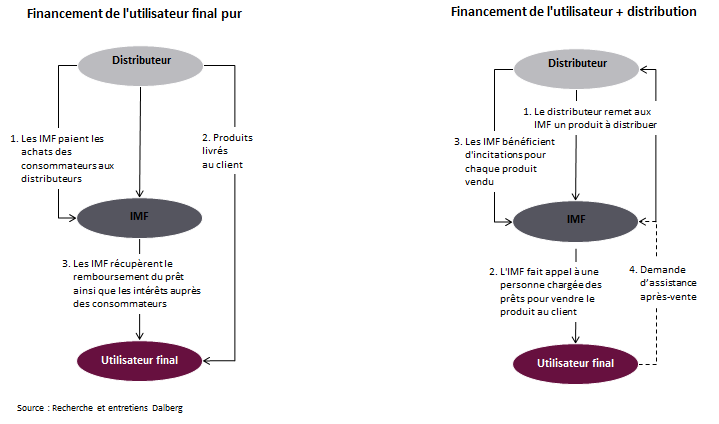 Financement de l'utilisateur final pur
Distributeur
1. Les IMF paient les
achats des
consommateurs aux
distributeurs
2. Produits
livrés
au client
IMF
3. Les IMF récupèrent le
remboursement du prêt
ainsi que les intérêts auprès
des consommateurs
Utilisateur final
Source : Recherche et entretiens Dalberg
Financement de l'utilisateur + distribution
Distributeur
1. Le distributeur remet aux
IMF un produit à distribuer
3. Les IMF bénéficient
d'incitations pour
chaque produit
vendu
IMF
2. L'IMF fait appel à une
personne chargée des
prêts pour vendre le
produit au client
4. Demande
d'assistance
après-vente
Utilisateur final